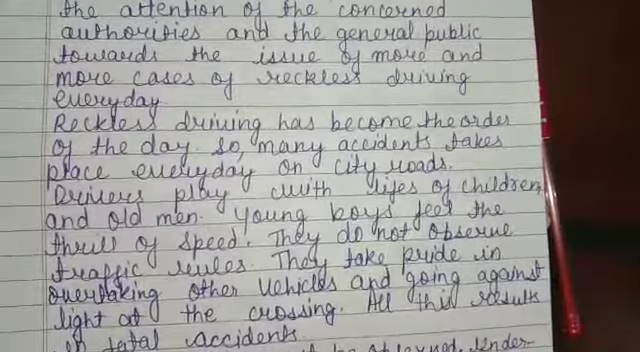 the attention of the concerned
authorities and the general public
towards the issue of more and
more cases of reckless driving
everyday.
Reckless driving has become the order
of the day. So, many accidents takes
place everyday on city roads.
Drivers play with lifes of children
and old men. Young boys feel the
thrill of speed. They do not observe
traffic rules. They take pride in
overtaking other vehicles and going against
light at the crossing. All this results
in fatal accidents.